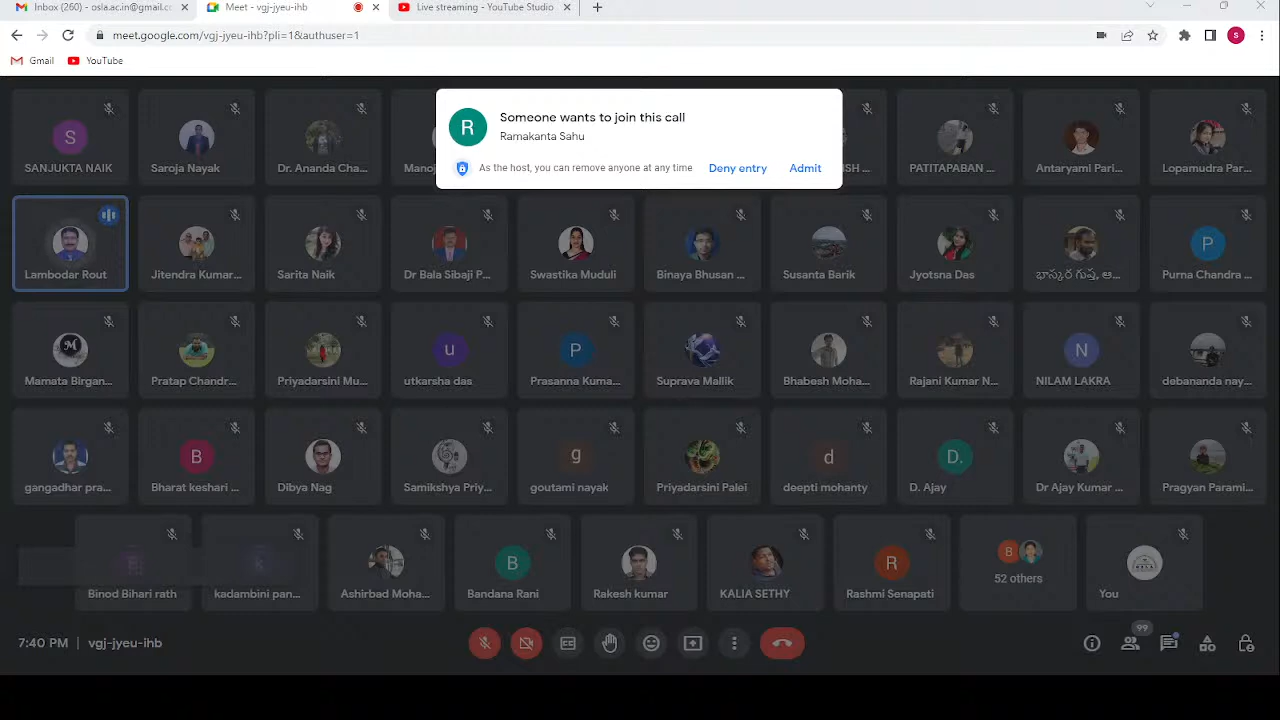 Inbox (260) - osla.ac.in@gmail.c
Meet - vgj-jyeu-ihb
Live streaming - YouTube Studio
meet.google.com/vgj-jyeu-ihb?pli=1&authuser=1
S
Gmail
YouTube
R
Someone wants to join this call
Ramakanta Sahu
As the host, you can remove anyone at any time
Deny entry
Admit
S
SANJUKTA NAIK
Saroja Nayak
Dr. Ananda Cha...
PATITAPABAN ...
Antaryami Pari...
Lopamudra Par...
Lambodar Rout
Jitendra Kumar...
Sarita Naik
Dr Bala Sibaji P...
Swastika Muduli
Binaya Bhusan ...
Susanta Barik
Jyotsna Das
భాస్కర గుప్త, ఆ...
P
Purna Chandra ...
M
Mamata Birgan...
Pratap Chandr...
Priyadarsini Mu...
u
utkarsha das
P
Prasanna Kuma...
Suprava Mallik
Bhabesh Moha...
Rajani Kumar N...
N
NILAM LAKRA
debananda nay...
gangadhar pra...
B
Bharat keshari ...
Dibya Nag
Samikshya Priy...
g
goutami nayak
Priyadarsini Palei
d
deepti mohanty
D.
D. Ajay
Dr Ajay Kumar ...
Pragyan Parami...
B
Binod Bihari rath
k
kadambini pan...
Ashirbad Moha...
B
Bandana Rani
Rakesh kumar
KALIA SETHY
R
Rashmi Senapati
B
52 others
You
7:40 PM | vgj-jyeu-ihb
99